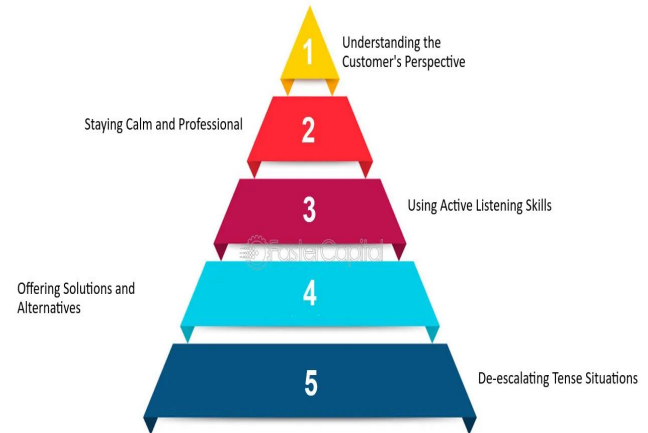 1
Understanding the
Customer's Perspective
Staying Calm and Professional
2
3
Using Active Listening Skills
FasterCapital
Offering Solutions and
Alternatives
4
5
De-escalating Tense Situations